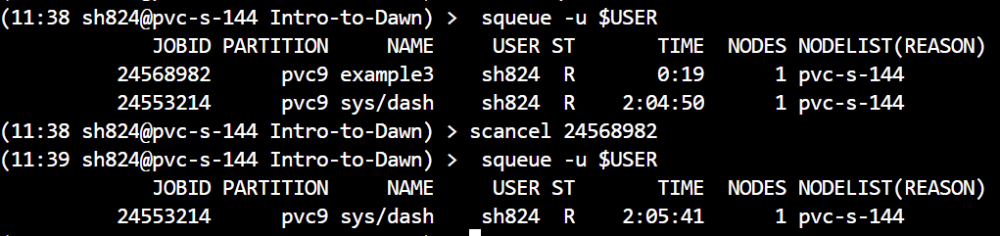 (11:38 sh824@pvc-s-144 Intro-to-Dawn) >  squeue -u $USER
             JOBID PARTITION     NAME     USER ST       TIME  NODES NODELIST(REASON)
          24568982      pvc9 example3    sh824  R       0:19      1 pvc-s-144
          24553214      pvc9 sys/dash    sh824  R    2:04:50      1 pvc-s-144
(11:38 sh824@pvc-s-144 Intro-to-Dawn) > scancel 24568982
(11:39 sh824@pvc-s-144 Intro-to-Dawn) >  squeue -u $USER
             JOBID PARTITION     NAME     USER ST       TIME  NODES NODELIST(REASON)
          24553214      pvc9 sys/dash    sh824  R    2:05:41      1 pvc-s-144